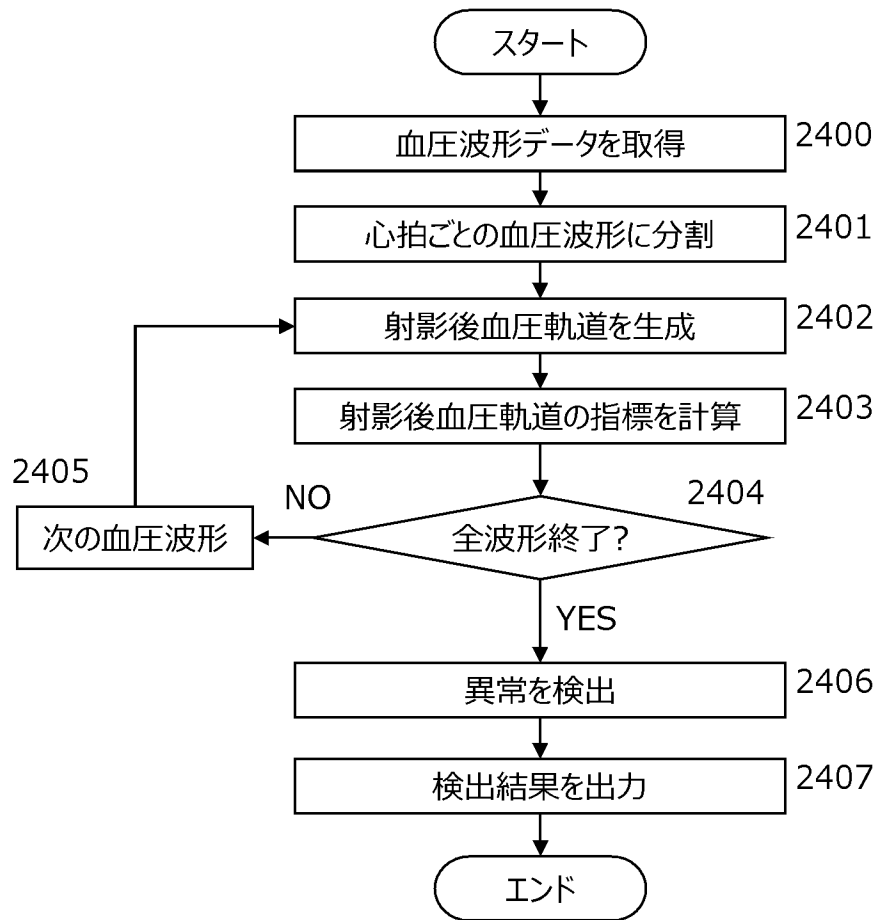 スタート
血圧波形データを取得
2400
心拍ごとの血圧波形に分割
2401
射影後血圧軌道を生成
2402
射影後血圧軌道の指標を計算
2403
2405
NO
2404
次の血圧波形
全波形終了?
YES
異常を検出
2406
検出結果を出力
2407
エンド